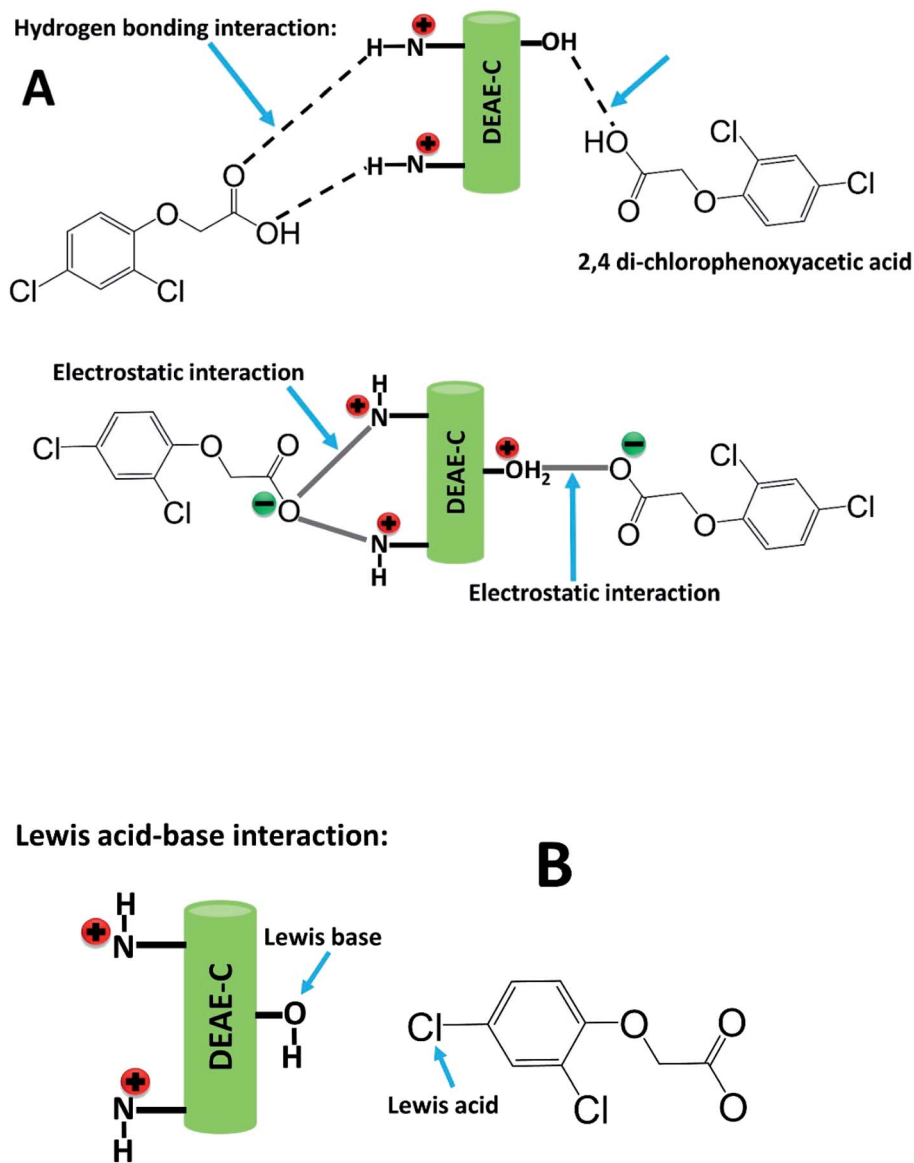 Hydrogen bonding interaction:
A
H–N
+
DEAE-C
OH
H–N
+
O
O
OH
Cl
Cl
HO
O
O
Cl
Cl
2,4 di-chlorophenoxyacetic acid
Electrostatic interaction
Cl
Cl
O
O
O
−
H
N
+
N
H
+
DEAE-C
OH₂
+
O
−
O
O
Cl
Cl
Electrostatic interaction
Lewis acid-base interaction:
B
H
N
+
N
H
+
DEAE-C
Lewis base
O
H
Cl
Lewis acid
Cl
O
O
O